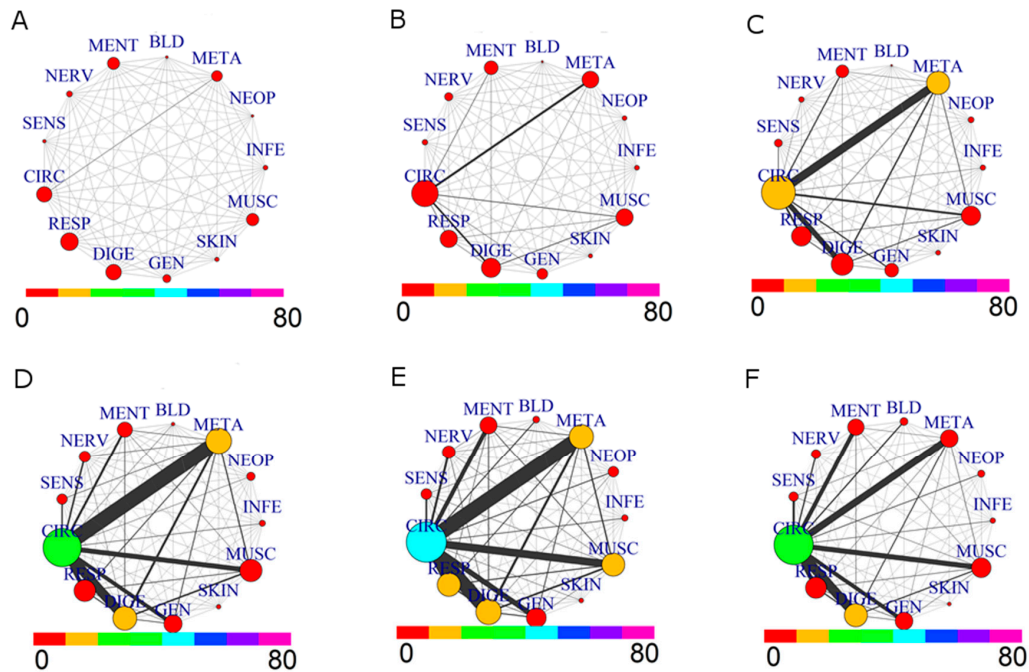 A
MENT
BLD
META
NERV
NEOP
SENS
INFE
CIRC
MUSC
RESP
SKIN
DIGE
GEN
0
80
B
MENT
BLD
META
NERV
NEOP
SENS
INFE
CIRC
MUSC
RESP
SKIN
DIGE
GEN
0
80
C
MENT
BLD
META
NERV
NEOP
SENS
INFE
CIRC
MUSC
RESP
SKIN
DIGE
GEN
0
80
D
MENT
BLD
META
NERV
NEOP
SENS
INFE
CIRC
MUSC
RESP
SKIN
DIGE
GEN
0
80
E
MENT
BLD
META
NERV
NEOP
SENS
INFE
CIRC
MUSC
RESP
SKIN
DIGE
GEN
0
80
F
MENT
BLD
META
NERV
NEOP
SENS
INFE
CIRC
MUSC
RESP
SKIN
DIGE
GEN
0
80